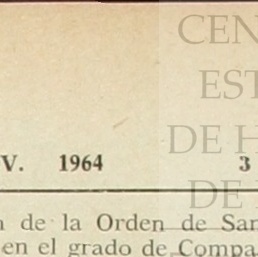 CEN
EST
DE H
V. 1964 3
DE
de la Orden de San
en el grado de Compa